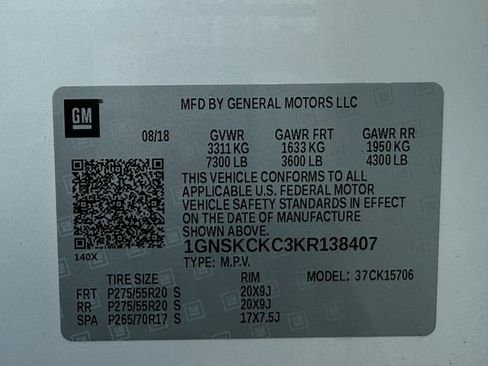 GM
MFD BY GENERAL MOTORS LLC
08/18 GVWR GAWR FRT GAWR RR
3311 KG 1633 KG 1950 KG
7300 LB 3600 LB 4300 LB
THIS VEHICLE CONFORMS TO ALL
APPLICABLE U.S. FEDERAL MOTOR
VEHICLE SAFETY STANDARDS IN EFFECT
ON THE DATE OF MANUFACTURE
SHOWN ABOVE.
140X 1GNSKCKC3KR138407
TYPE: M.P.V.
TIRE SIZE RIM MODEL: 37CK15706
FRT P275/55R20 S 20X9J
RR P275/55R20 S 20X9J
SPA P265/70R17 S 17X7.5J